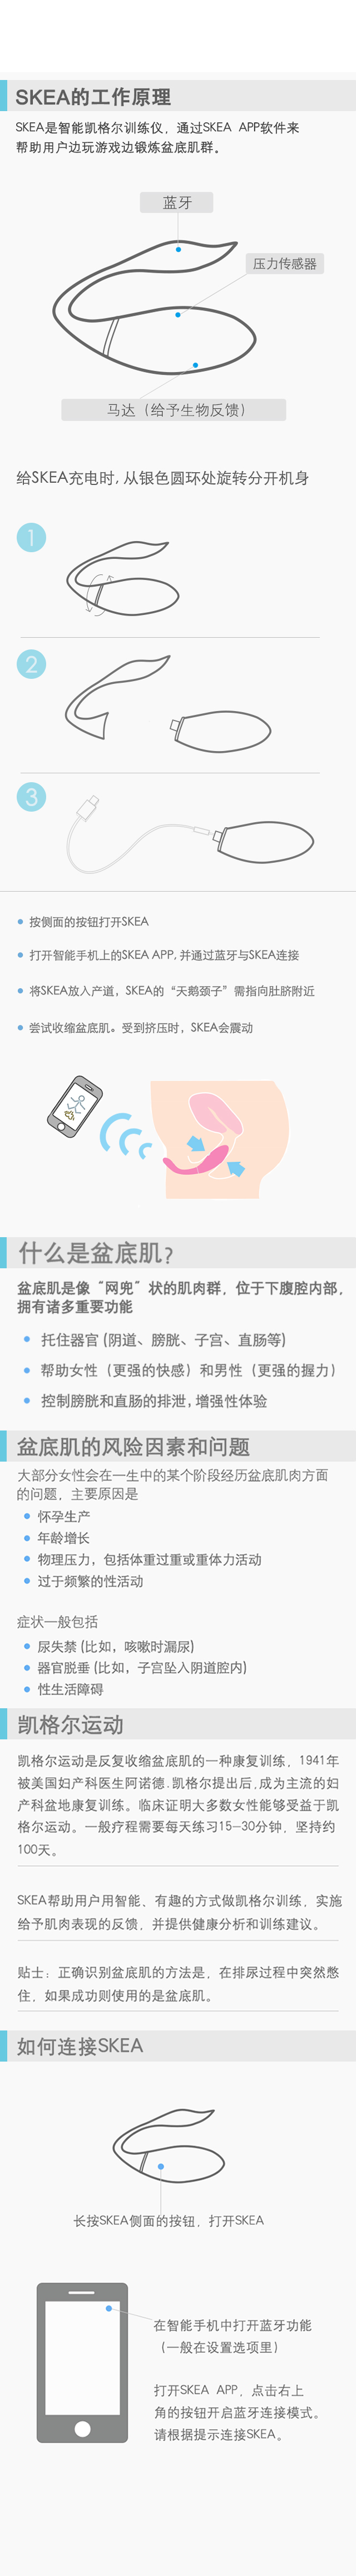 SKEA的工作原理
SKEA是智能凯格尔训练仪，通过SKEA APP软件来
帮助用户边玩游戏边锻炼盆底肌群。
蓝牙
压力传感器
马达（给予生物反馈）
给SKEA充电时, 从银色圆环处旋转分开机身
1
2
3
按侧面的按钮打开SKEA
打开智能手机上的SKEA APP, 并通过蓝牙与SKEA连接
将SKEA放入产道，SKEA的“天鹅颈子”需指向肚脐附近
尝试收缩盆底肌。受到挤压时，SKEA会震动
什么是盆底肌?
盆底肌是像“网兜”状的肌肉群，位于下腹腔内部，
拥有诸多重要功能
托住器官 (阴道、膀胱、子宫、直肠等)
帮助女性（更强的快感）和男性（更强的握力）
控制膀胱和直肠的排泄, 增强性体验
盆底肌的风险因素和问题
大部分女性会在一生中的某个阶段经历盆底肌肉方面
的问题，主要原因是
怀孕生产
年龄增长
物理压力，包括体重过重或重体力活动
过于频繁的性活动
症状一般包括
尿失禁 (比如，咳嗽时漏尿)
器官脱垂 (比如，子宫坠入阴道腔内)
性生活障碍
凯格尔运动
凯格尔运动是反复收缩盆底肌的一种康复训练，1941年
被美国妇产科医生阿诺德.凯格尔提出后,成为主流的妇
产科盆地康复训练。临床证明大多数女性能够受益于凯
格尔运动。一般疗程需要每天练习15—30分钟，坚持约
100天。
SKEA帮助用户用智能、有趣的方式做凯格尔训练，实施
给予肌肉表现的反馈，并提供健康分析和训练建议。
贴士：正确识别盆底肌的方法是，在排尿过程中突然憋
住，如果成功则使用的是盆底肌。
如何连接SKEA
长按SKEA侧面的按钮，打开SKEA
在智能手机中打开蓝牙功能
（一般在设置选项里）
打开SKEA APP，点击右上
角的按钮开启蓝牙连接模式。
请根据提示连接SKEA。